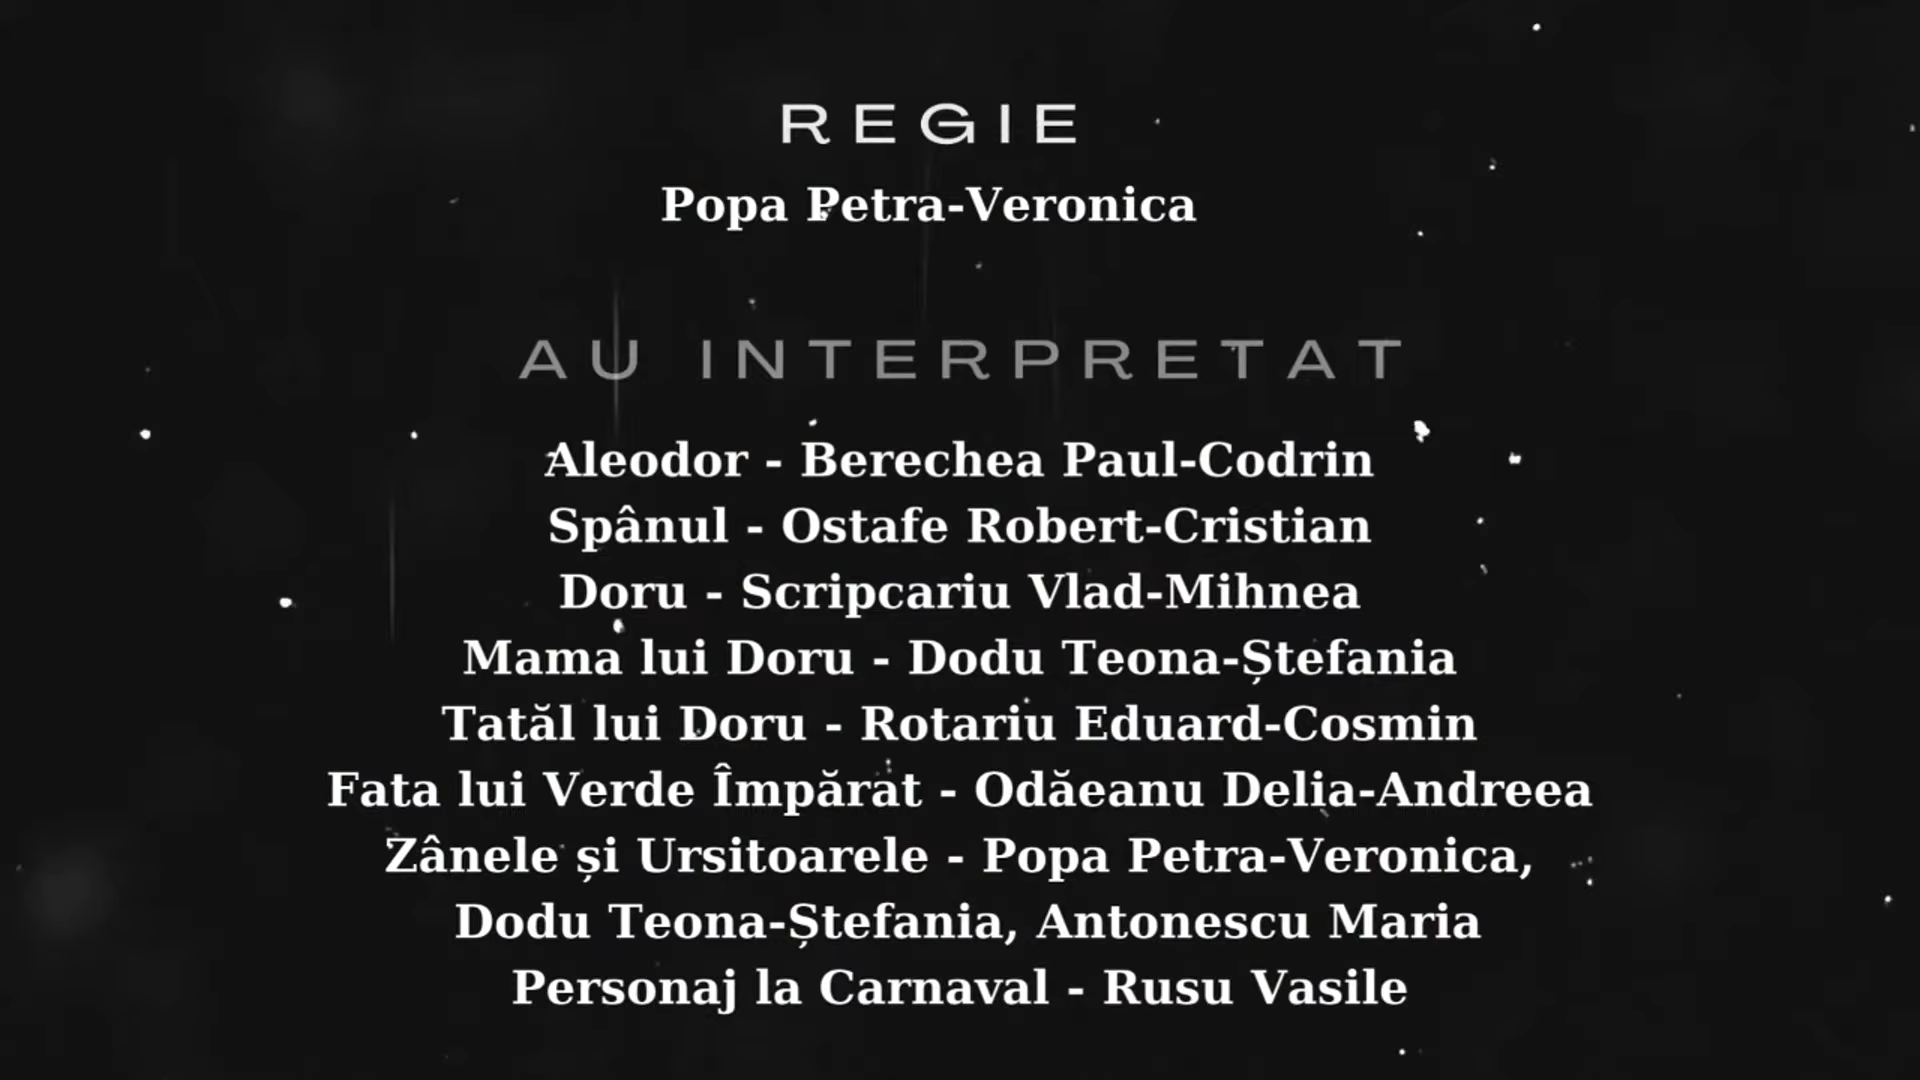 REGIE
Popa Petra-Veronica
AU INTERPRETAT
Aleodor - Berechea Paul-Codrin
Spânul - Ostafe Robert-Cristian
Doru - Scripcariu Vlad-Mihnea
Mama lui Doru - Dodu Teona-Ștefania
Tatăl lui Doru - Rotariu Eduard-Cosmin
Fata lui Verde Împărat - Odăeanu Delia-Andreea
Zânele și Ursitoarele - Popa Petra-Veronica,
Dodu Teona-Ștefania, Antonescu Maria
Personaj la Carnaval - Rusu Vasile